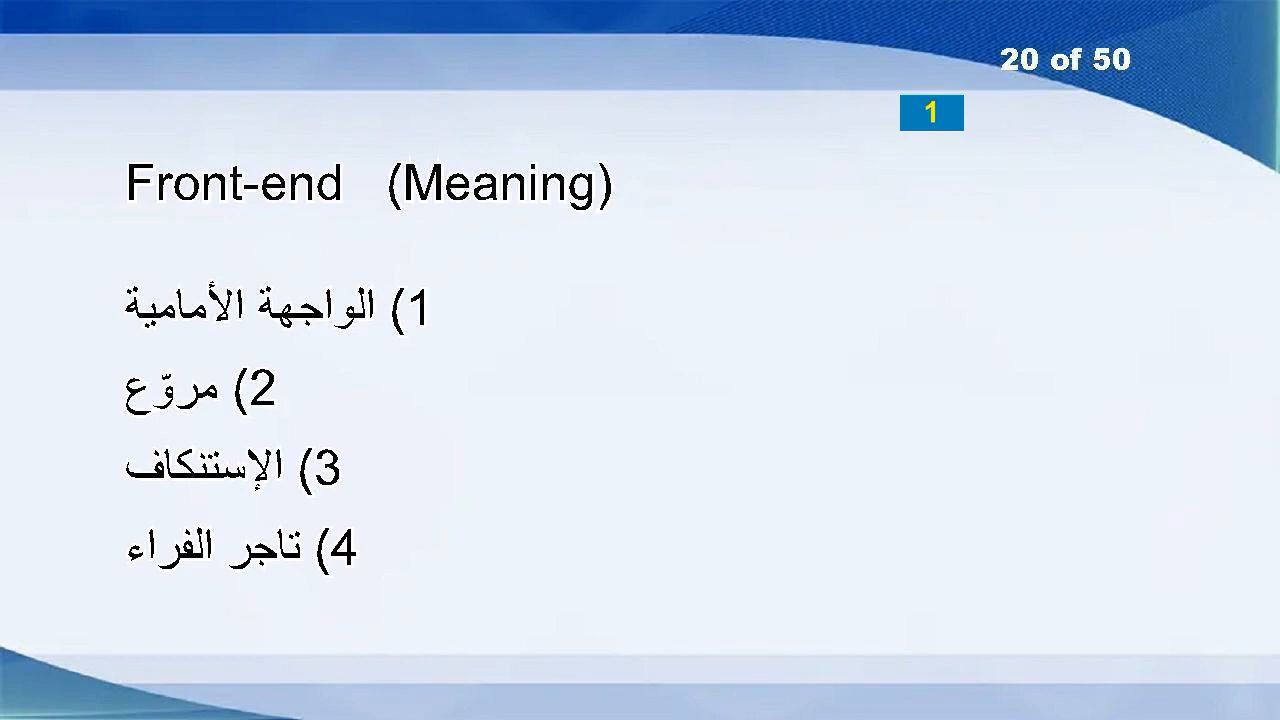 20 of 50
1
Front-end (Meaning)
1) الواجهة الأمامية
2) مروّع
3) الإستنكاف
4) تاجر الفراء